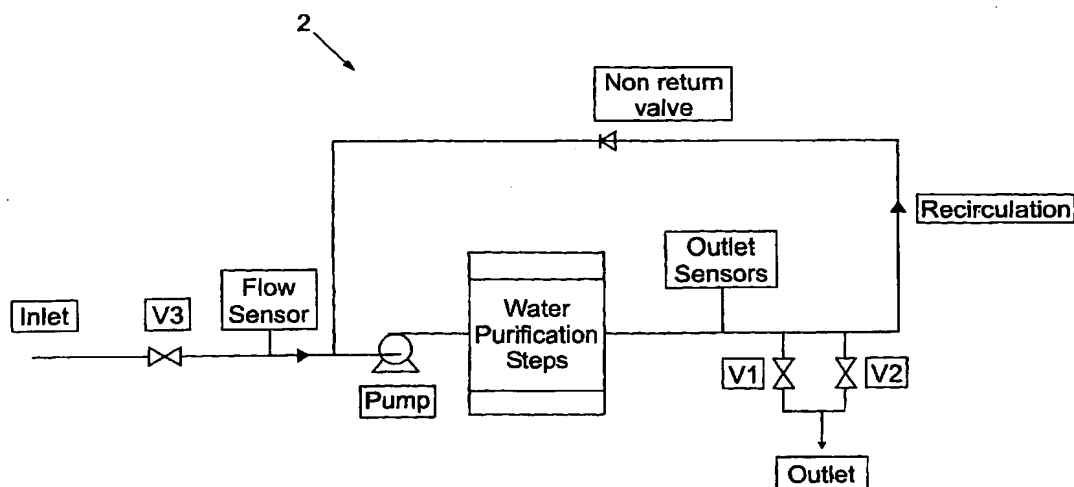 2
Non return
valve
Recirculation
Outlet
Sensors
Flow
Sensor
Water
Purification
Steps
Inlet
V3
Pump
V1
V2
Outlet